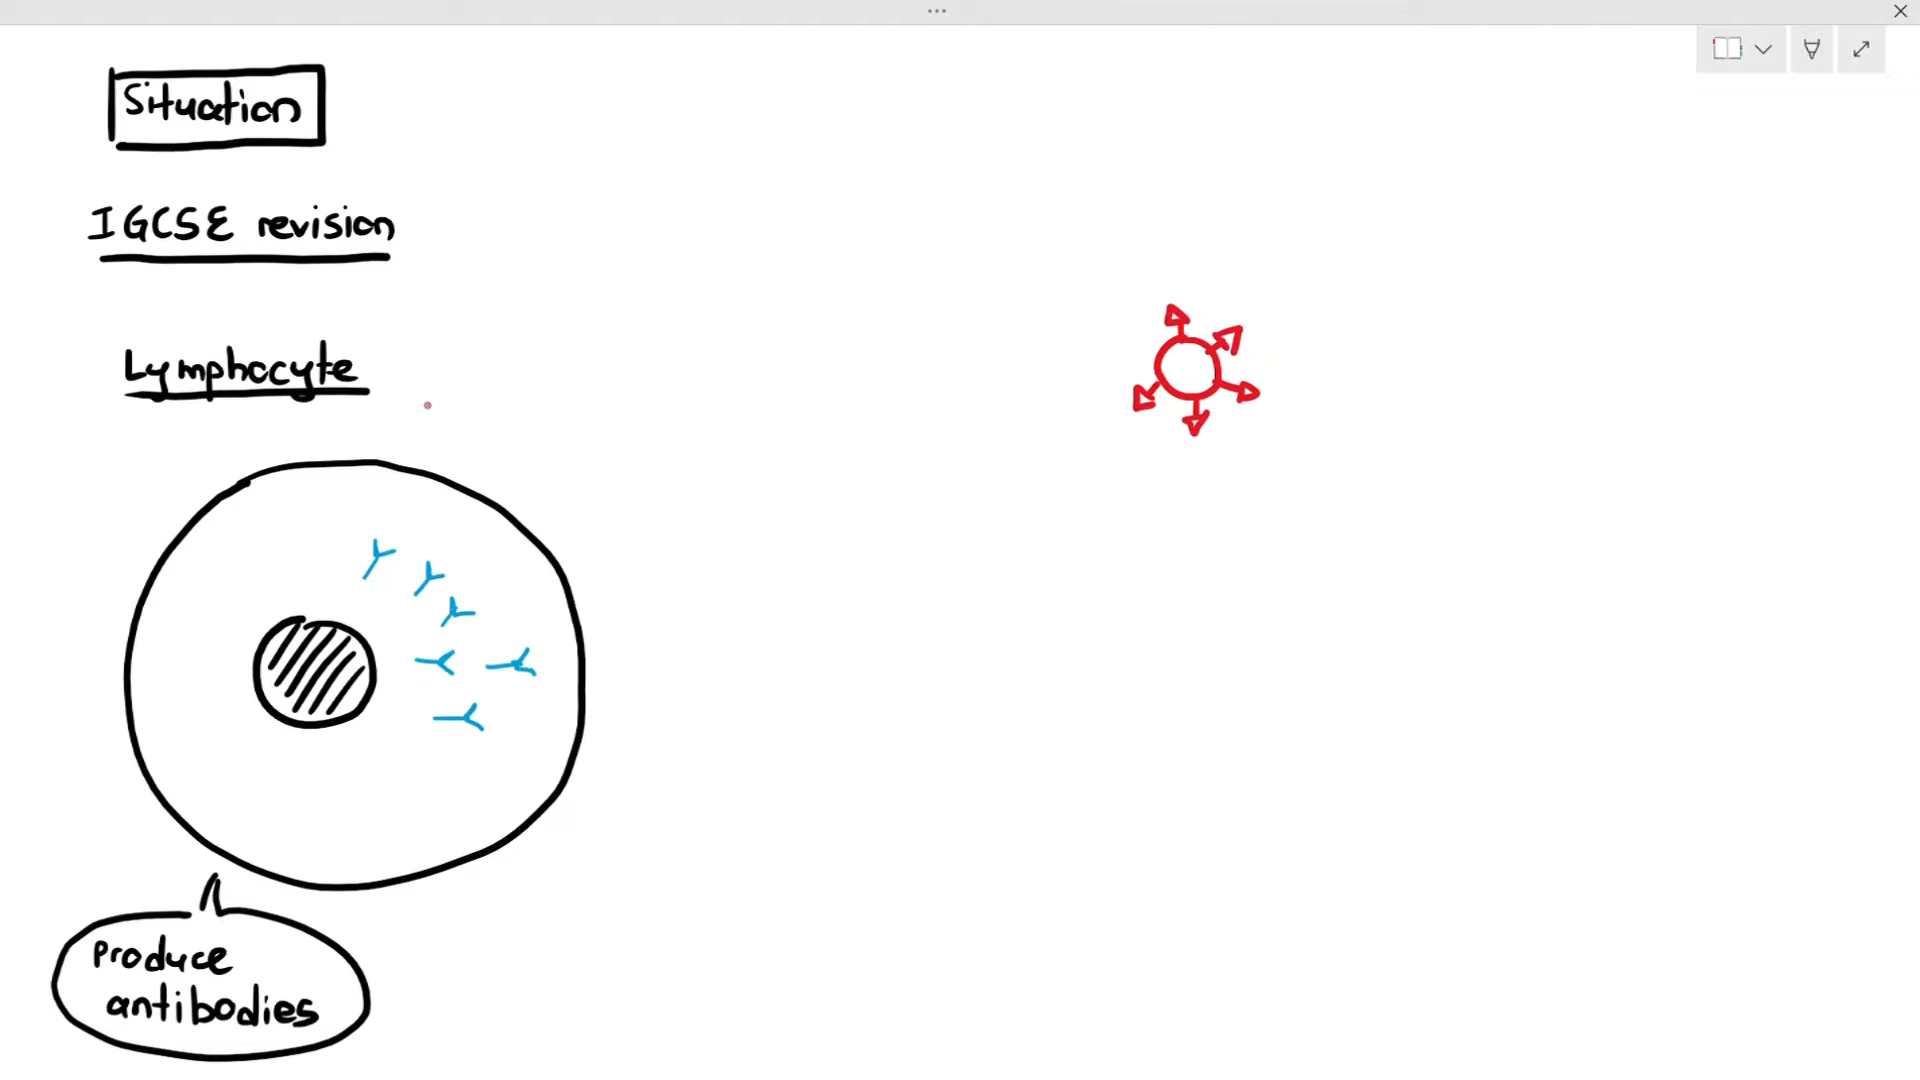 Situation
IGCSE revision
Lymphocyte
Produce
antibodies